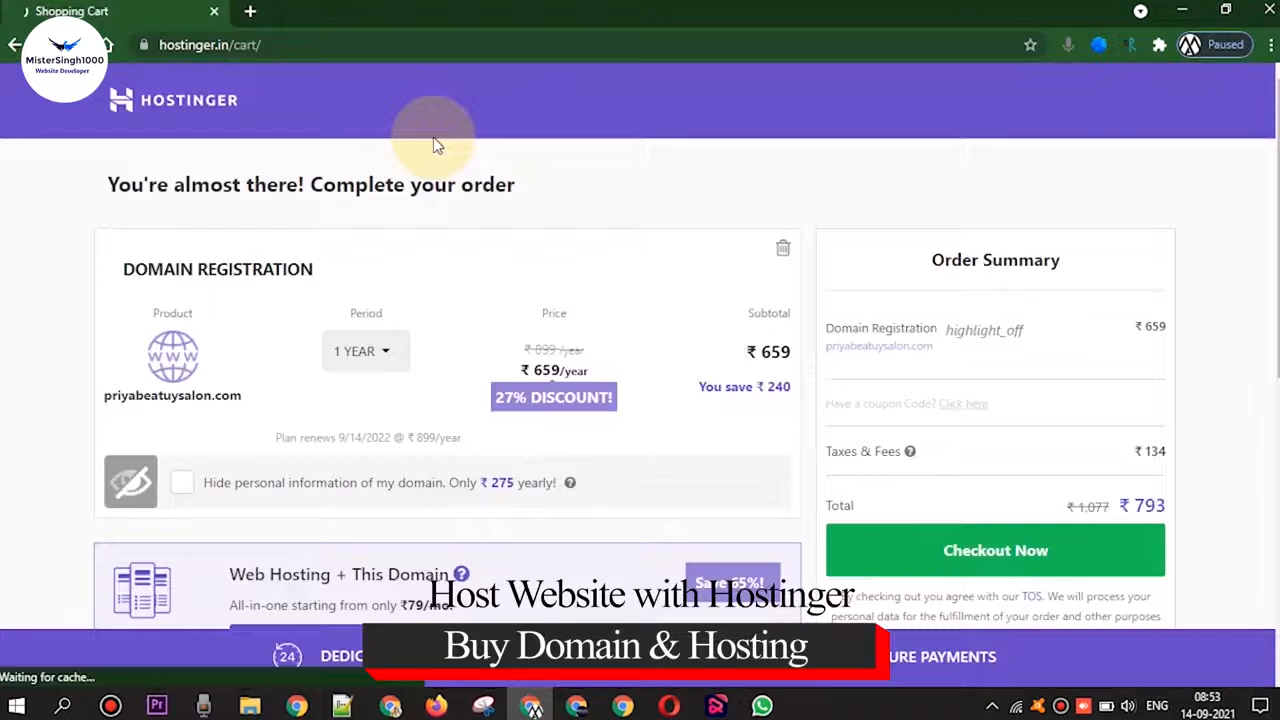 Shopping Cart
hostinger.in/cart/
Paused
MisterSingh1000
Website Developer
HOSTINGER
You're almost there! Complete your order
DOMAIN REGISTRATION
Product
Period
Price
Subtotal
WWW
1 YEAR
₹ 899 /year
₹ 659/year
₹ 659
27% DISCOUNT!
You save ₹ 240
priyabeatuysalon.com
Plan renews 9/14/2022 @ ₹ 899/year
Hide personal information of my domain. Only ₹ 275 yearly!
Order Summary
Domain Registration highlight_off ₹ 659
priyabeatuysalon.com
Have a coupon Code? Click here
Taxes & Fees ₹ 134
Total ₹ 1,077 ₹ 793
Checkout Now
By checking out you agree with our TOS. We will process your
personal data for the fulfillment of your order and other purposes
Web Hosting + This Domain
Save 65%!
All-in-one starting from only ₹79/mo!
Host Website with Hostinger
Buy Domain & Hosting
24
DEDIC
URE PAYMENTS
Waiting for cache...
Pr
ENG
08:53
14-09-2021